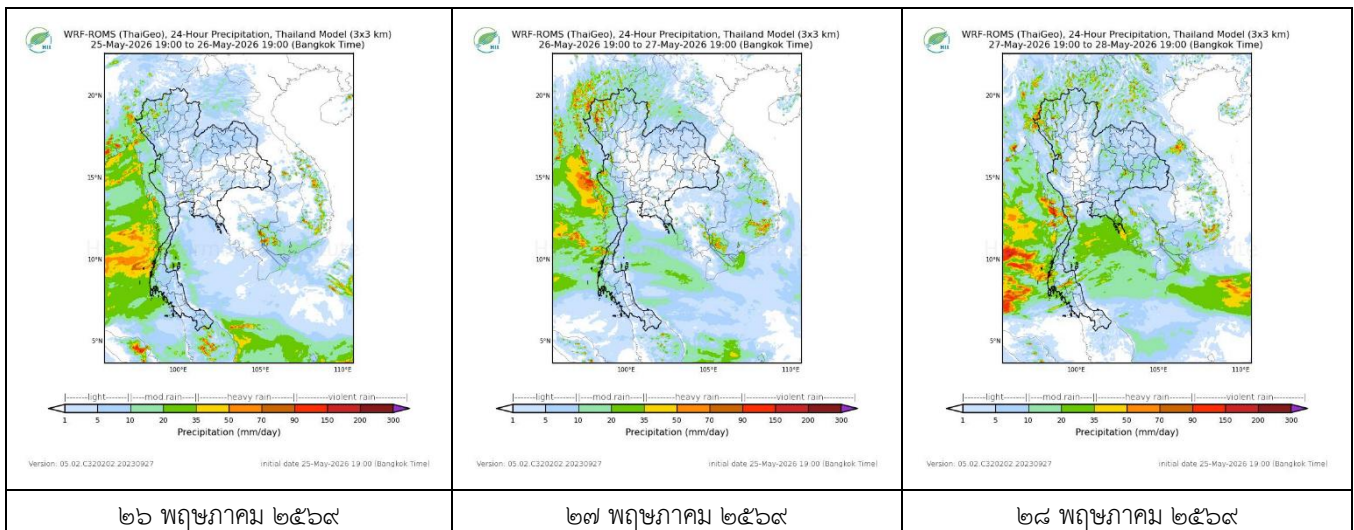 HII
WRF-ROMS (ThaiGeo), 24-Hour Precipitation, Thailand Model (3x3 km)
25-May-2026 19:00 to 26-May-2026 19:00 (Bangkok Time)
20°N
15°N
10°N
5°N
100°E 105°E 110°E
|------light------||---mod rain---||------heavy rain------||------violent rain------|
1 5 10 20 35 50 70 90 150 200 300
Precipitation (mm/day)
Version: 05.02.C320202.20230927 initial date 25-May-2026 19:00 (Bangkok Time)
๒๖ พฤษภาคม ๒๕๖๙
HII
WRF-ROMS (ThaiGeo), 24-Hour Precipitation, Thailand Model (3x3 km)
26-May-2026 19:00 to 27-May-2026 19:00 (Bangkok Time)
20°N
15°N
10°N
5°N
100°E 105°E 110°E
|------light------||---mod rain---||------heavy rain------||------violent rain------|
1 5 10 20 35 50 70 90 150 200 300
Precipitation (mm/day)
Version: 05.02.C320202.20230927 initial date 25-May-2026 19:00 (Bangkok Time)
๒๗ พฤษภาคม ๒๕๖๙
HII
WRF-ROMS (ThaiGeo), 24-Hour Precipitation, Thailand Model (3x3 km)
27-May-2026 19:00 to 28-May-2026 19:00 (Bangkok Time)
20°N
15°N
10°N
5°N
100°E 105°E 110°E
|------light------||---mod rain---||------heavy rain------||------violent rain------|
1 5 10 20 35 50 70 90 150 200 300
Precipitation (mm/day)
Version: 05.02.C320202.20230927 initial date 25-May-2026 19:00 (Bangkok Time)
๒๘ พฤษภาคม ๒๕๖๙